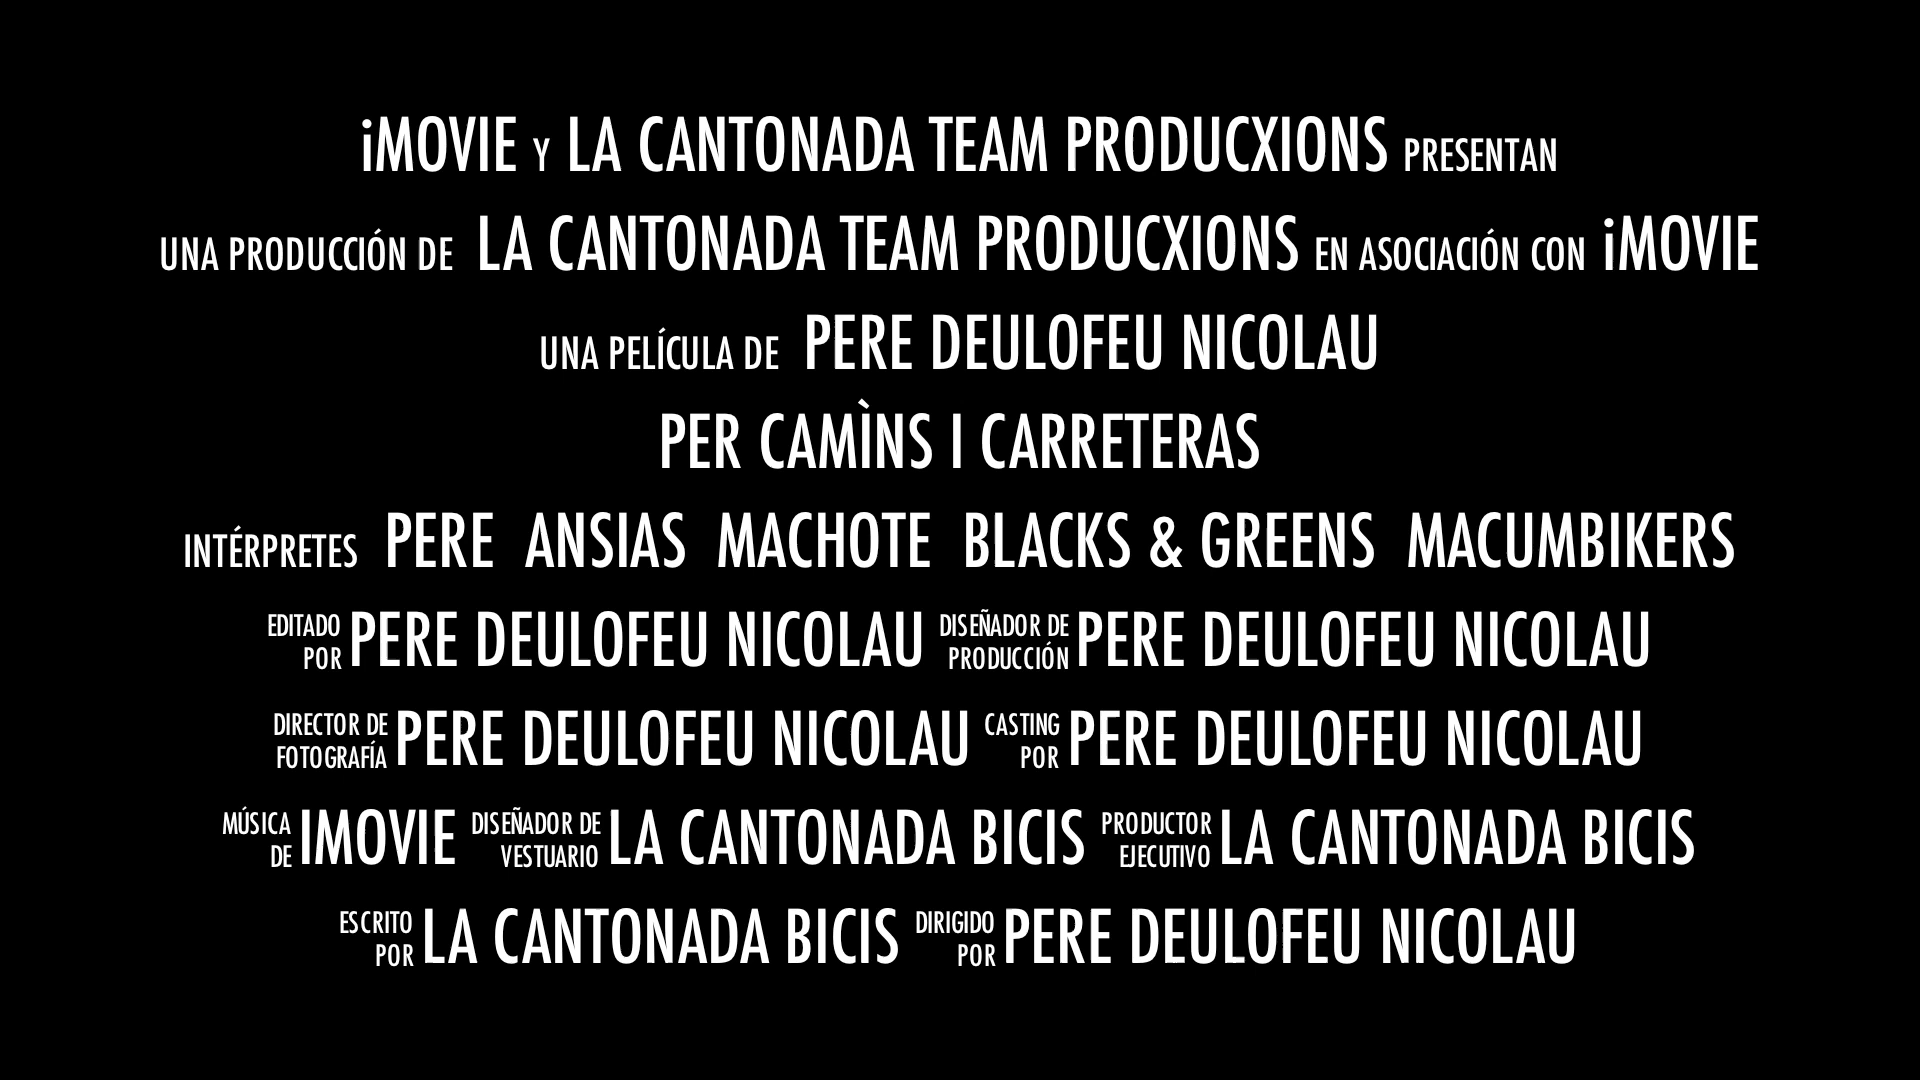 iMOVIE Y LA CANTONADA TEAM PRODUCXIONS PRESENTAN
UNA PRODUCCIÓN DE LA CANTONADA TEAM PRODUCXIONS EN ASOCIACIÓN CON iMOVIE
UNA PELÍCULA DE PERE DEULOFEU NICOLAU
PER CAMÌNS I CARRETERAS
INTÉRPRETES PERE ANSIAS MACHOTE BLACKS & GREENS MACUMBIKERS
EDITADO POR PERE DEULOFEU NICOLAU DISEÑADOR DE PRODUCCIÓN PERE DEULOFEU NICOLAU
DIRECTOR DE FOTOGRAFÍA PERE DEULOFEU NICOLAU CASTING POR PERE DEULOFEU NICOLAU
MÚSICA DE IMOVIE DISEÑADOR DE VESTUARIO LA CANTONADA BICIS PRODUCTOR EJECUTIVO LA CANTONADA BICIS
ESCRITO POR LA CANTONADA BICIS DIRIGIDO POR PERE DEULOFEU NICOLAU